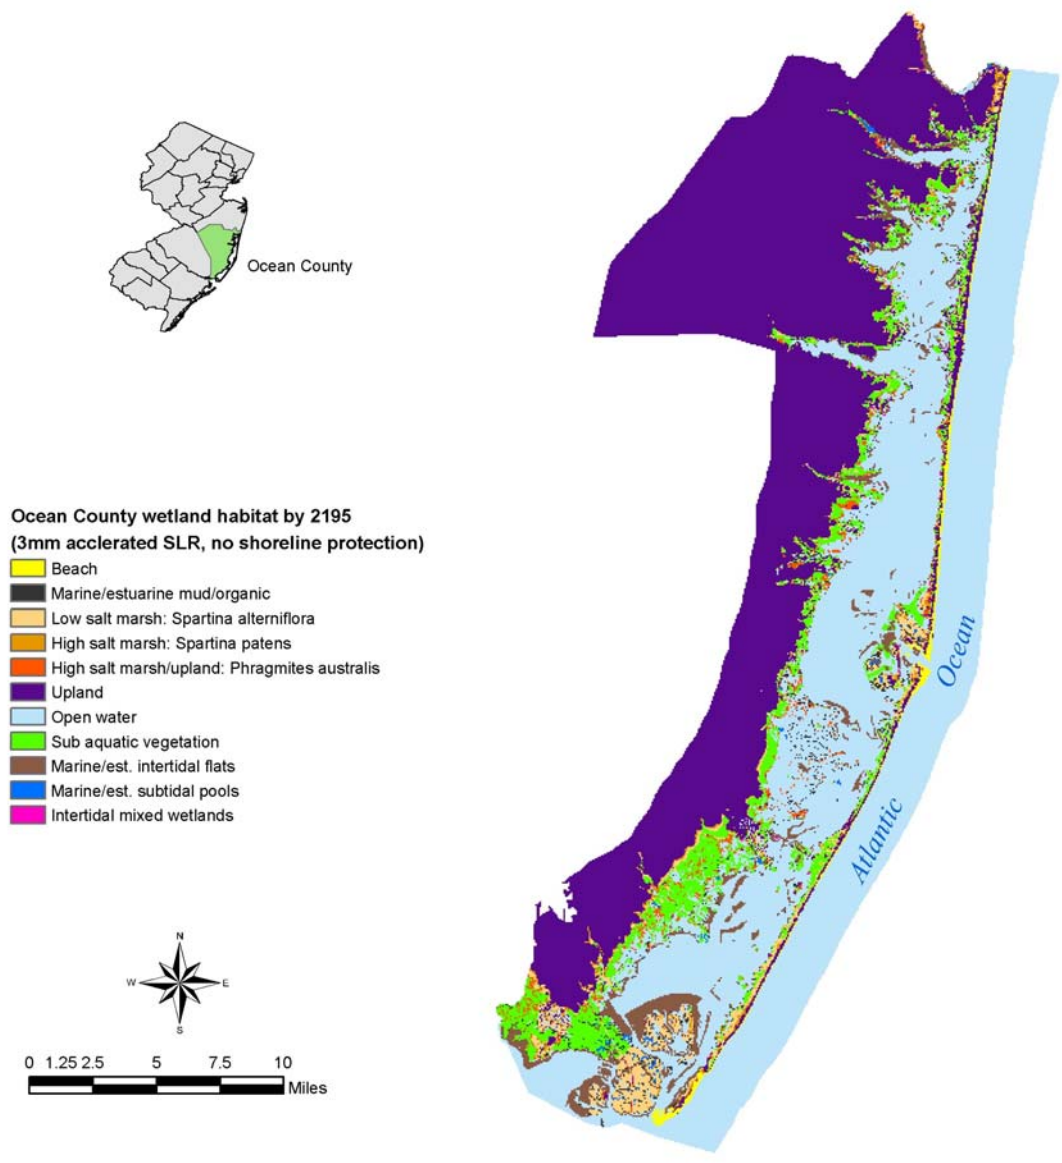 Ocean County
Ocean County wetland habitat by 2195
(3mm acclerated SLR, no shoreline protection)
Beach
Marine/estuarine mud/organic
Low salt marsh: Spartina alterniflora
High salt marsh: Spartina patens
High salt marsh/upland: Phragmites australis
Upland
Open water
Sub aquatic vegetation
Marine/est. intertidal flats
Marine/est. subtidal pools
Intertidal mixed wetlands
Atlantic Ocean
N
W E
S
0 1.25 2.5 5 7.5 10
Miles